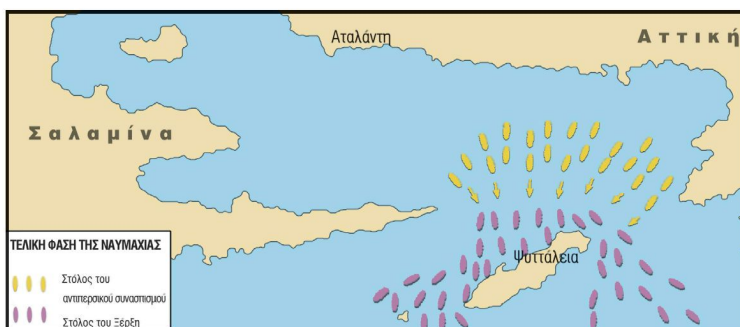 Αταλάντη
Αττική
Σαλαμίνα
Ψυττάλεια
ΤΕΛΙΚΗ ΦΑΣΗ ΤΗΣ ΝΑΥΜΑΧΙΑΣ
Στόλος του
αντιπερσικού συνασπισμού
Στόλος του Ξέρξη